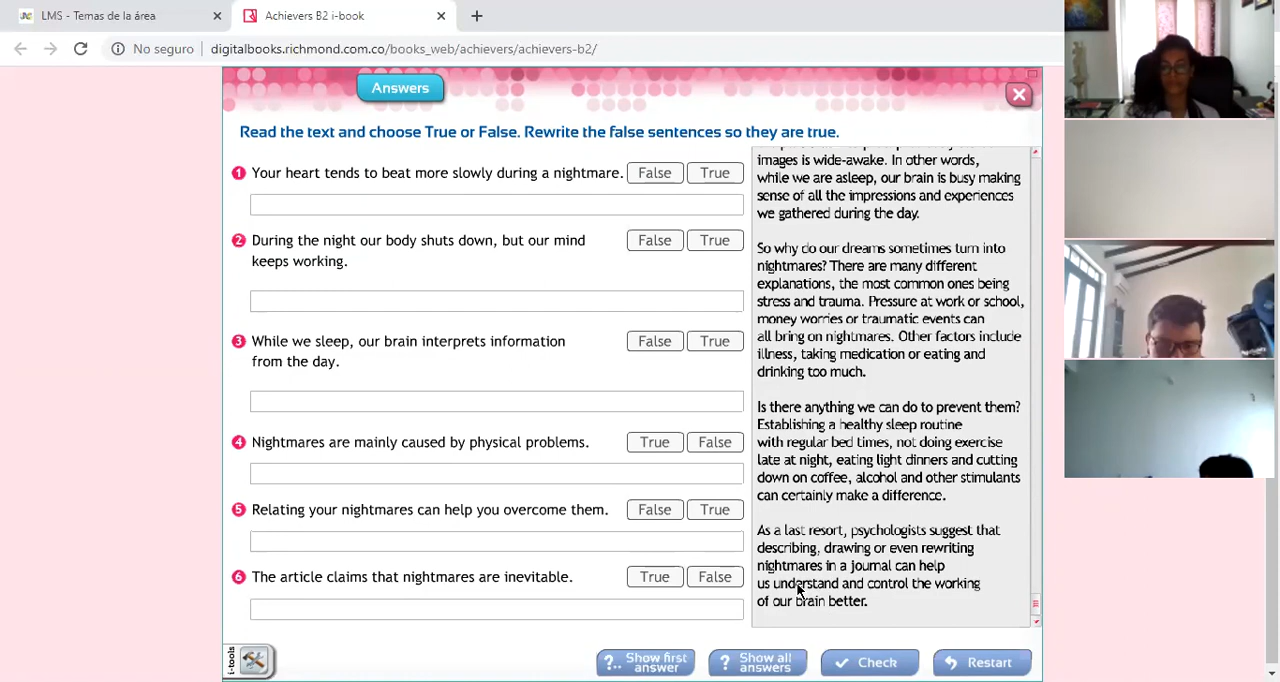 LMS - Temas de la área
Achievers B2 i-book
No seguro
digitalbooks.richmond.com.co/books_web/achievers/achievers-b2/
Answers
Read the text and choose True or False. Rewrite the false sentences so they are true.
1 Your heart tends to beat more slowly during a nightmare. False True
2 During the night our body shuts down, but our mind False True
keeps working.
3 While we sleep, our brain interprets information False True
from the day.
4 Nightmares are mainly caused by physical problems. True False
5 Relating your nightmares can help you overcome them. False True
6 The article claims that nightmares are inevitable. True False
images is wide-awake. In other words,
while we are asleep, our brain is busy making
sense of all the impressions and experiences
we gathered during the day.
So why do our dreams sometimes turn into
nightmares? There are many different
explanations, the most common ones being
stress and trauma. Pressure at work or school,
money worries or traumatic events can
all bring on nightmares. Other factors include
illness, taking medication or eating and
drinking too much.
Is there anything we can do to prevent them?
Establishing a healthy sleep routine
with regular bed times, not doing exercise
late at night, eating light dinners and cutting
down on coffee, alcohol and other stimulants
can certainly make a difference.
As a last resort, psychologists suggest that
describing, drawing or even rewriting
nightmares in a journal can help
us understand and control the working
of our brain better.
i-tools
?.. Show first
answer
? Show all
answers
Check
Restart